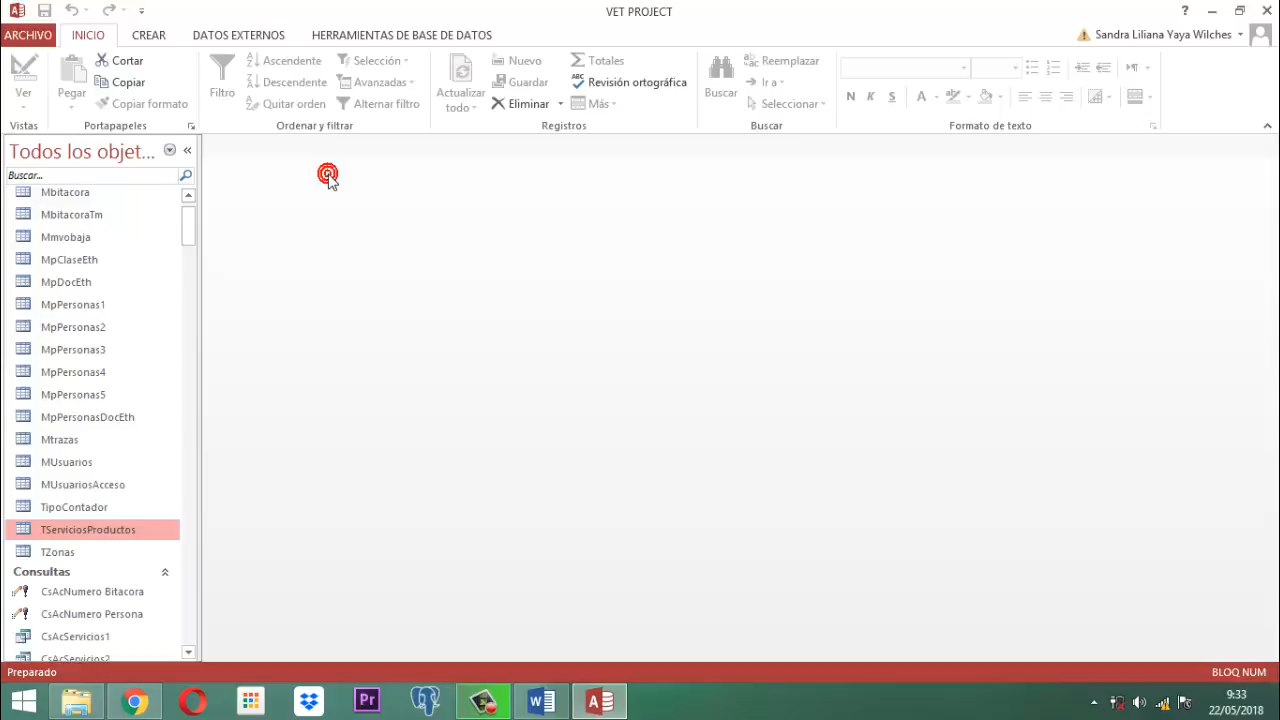 VET PROJECT
?
ARCHIVO INICIO CREAR DATOS EXTERNOS HERRAMIENTAS DE BASE DE DATOS Sandra Liliana Yaya Wilches
Ver
Vistas
Pegar
Cortar
Copiar
Copiar formato
Portapapeles
Filtro
Ascendente
Descendente
Quitar orden
Selección
Avanzadas
Alternar filtro
Ordenar y filtrar
Actualizar
todo
Nuevo
Guardar
Eliminar
Totales
Revisión ortográfica
Más
Registros
Buscar
Reemplazar
Ir a
Seleccionar
Buscar
N K S A
Formato de texto
Todos los objet...
Buscar...
Mbitacora
MbitacoraTm
Mmvobaja
MpClaseEth
MpDocEth
MpPersonas1
MpPersonas2
MpPersonas3
MpPersonas4
MpPersonas5
MpPersonasDocEth
Mtrazas
MUsuarios
MUsuariosAcceso
TipoContador
TServiciosProductos
TZonas
Consultas
CsAcNumero Bitacora
CsAcNumero Persona
CsAcServicios1
CsAcServicios2
Preparado BLOQ NUM
Pr
9:33
22/05/2018